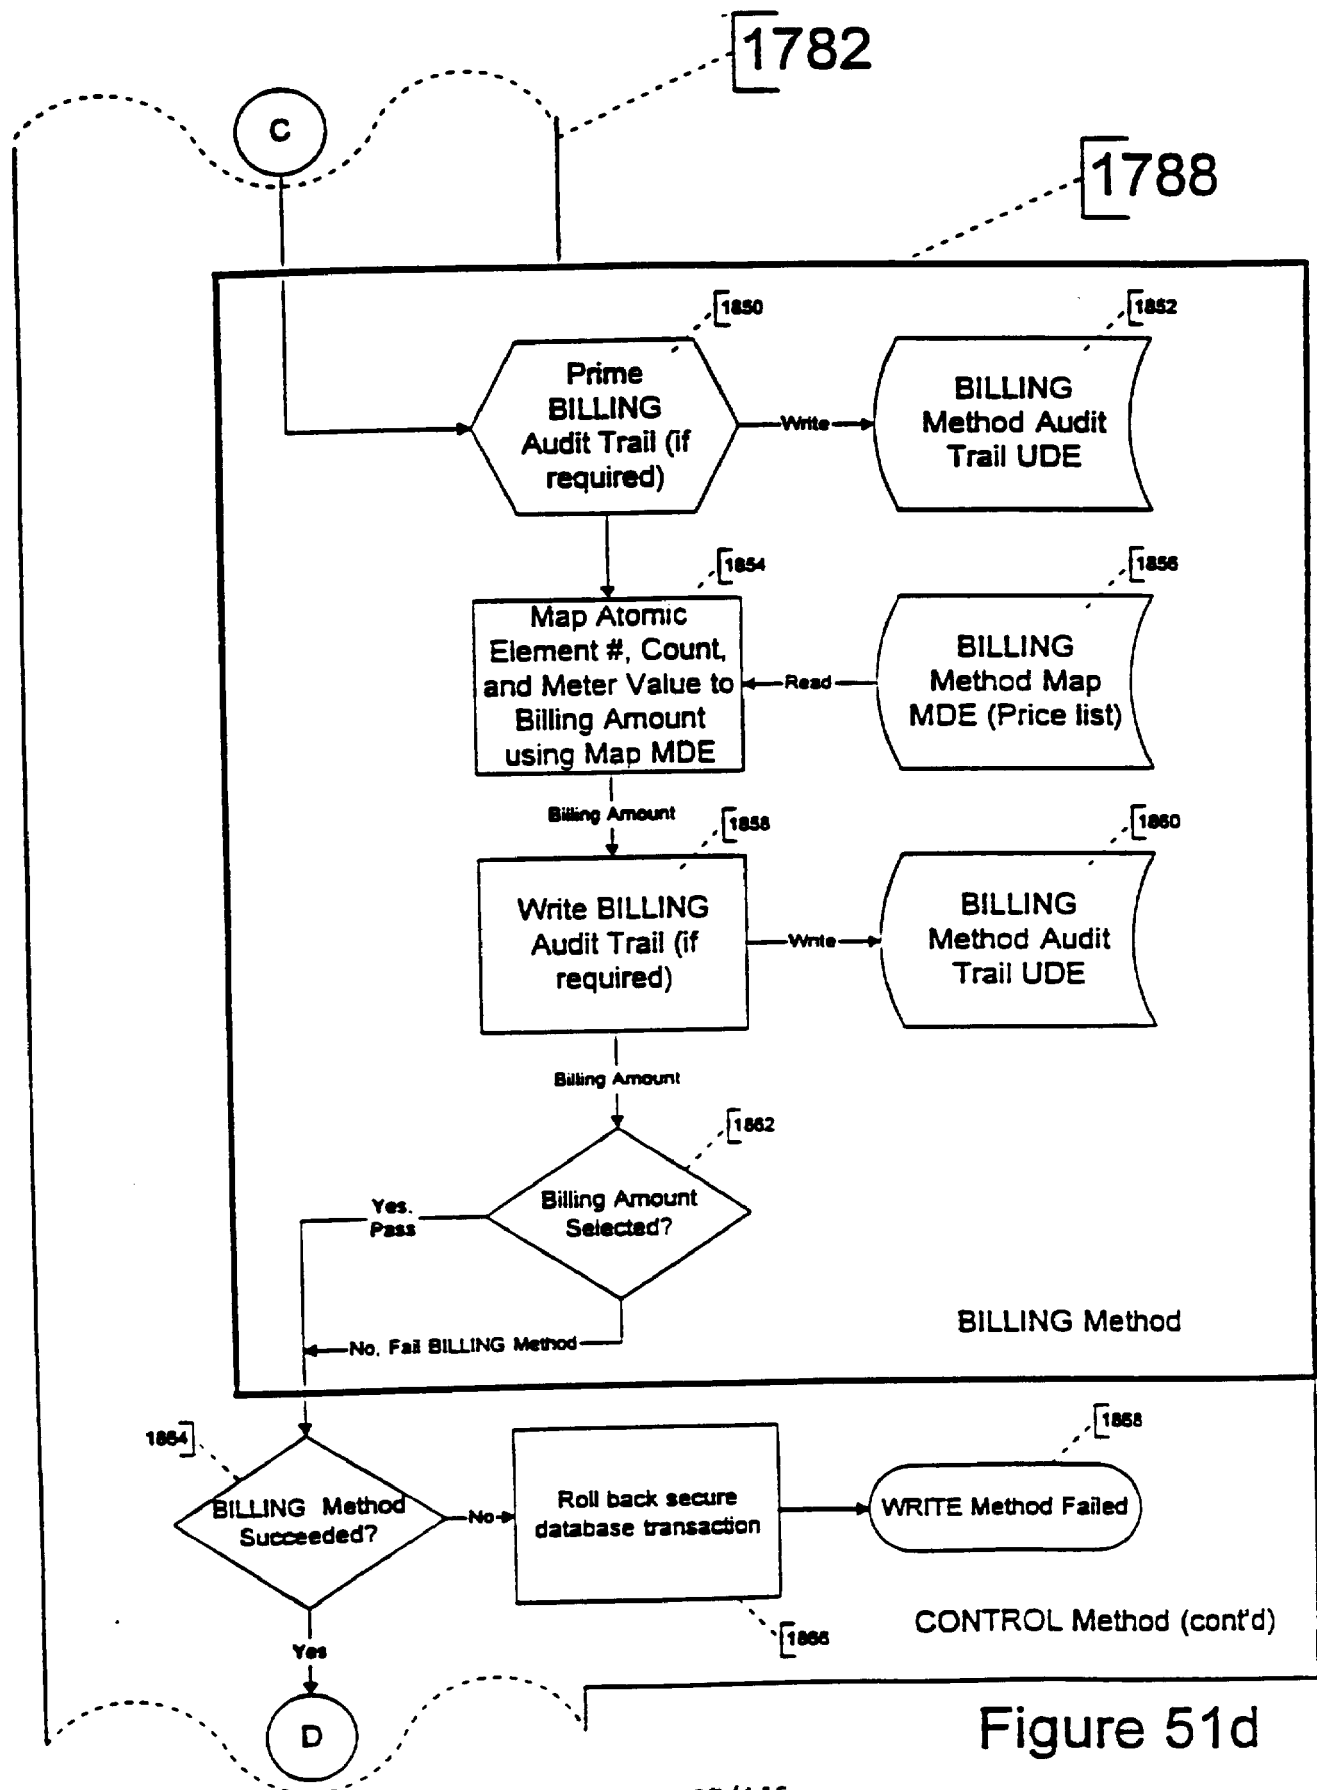 1782
C
1788
1850
1852
Prime
BILLING
Audit Trail (if
required)
Write
BILLING
Method Audit
Trail UDE
1854
1856
Map Atomic
Element #, Count,
and Meter Value to
Billing Amount
using Map MDE
Read
BILLING
Method Map
MDE (Price list)
Billing Amount
1858
1860
Write BILLING
Audit Trail (if
required)
Write
BILLING
Method Audit
Trail UDE
Billing Amount
1862
Billing Amount
Selected?
Yes,
Pass
No, Fail BILLING Method
BILLING Method
1864
BILLING Method
Succeeded?
No
Roll back secure
database transaction
1868
WRITE Method Failed
1866
CONTROL Method (cont'd)
Yes
D
Figure 51d